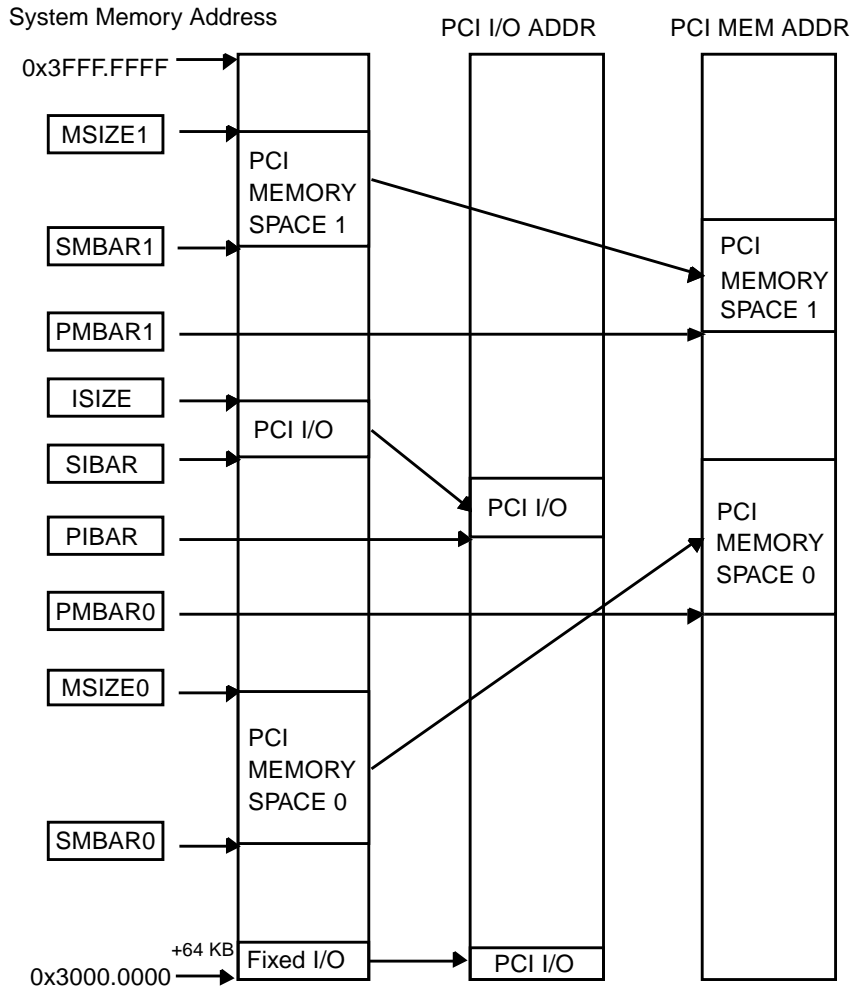 System Memory Address
PCI I/O ADDR
PCI MEM ADDR
0x3FFF.FFFF
MSIZE1
PCI
MEMORY
SPACE 1
SMBAR1
PCI
MEMORY
SPACE 1
PMBAR1
ISIZE
PCI I/O
SIBAR
PCI I/O
PIBAR
PCI
MEMORY
SPACE 0
PMBAR0
MSIZE0
PCI
MEMORY
SPACE 0
SMBAR0
+64 KB
Fixed I/O
PCI I/O
0x3000.0000